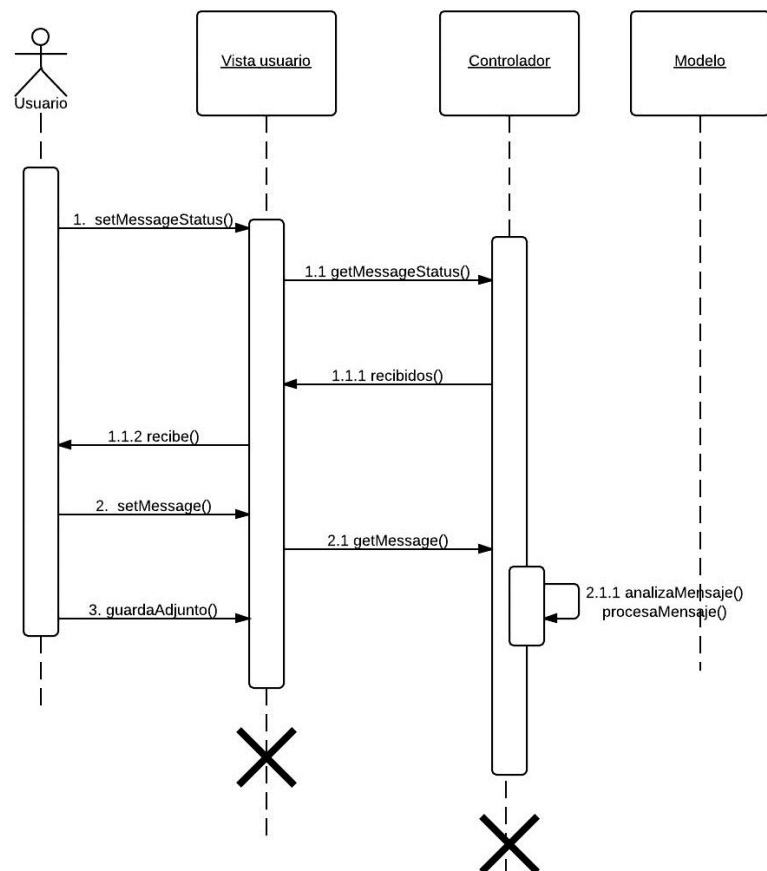 Usuario
Vista usuario
Controlador
Modelo
1. setMessageStatus()
1.1 getMessageStatus()
1.1.1 recibidos()
1.1.2 recibe()
2. setMessage()
2.1 getMessage()
2.1.1 analizaMensaje()
procesaMensaje()
3. guardaAdjunto()